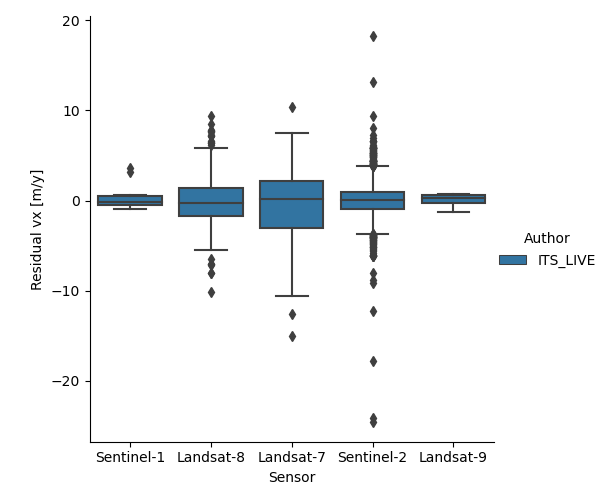 20
10
0
−10
−20
Residual vx [m/y]
Sentinel-1 Landsat-8 Landsat-7 Sentinel-2 Landsat-9
Sensor
Author
ITS_LIVE